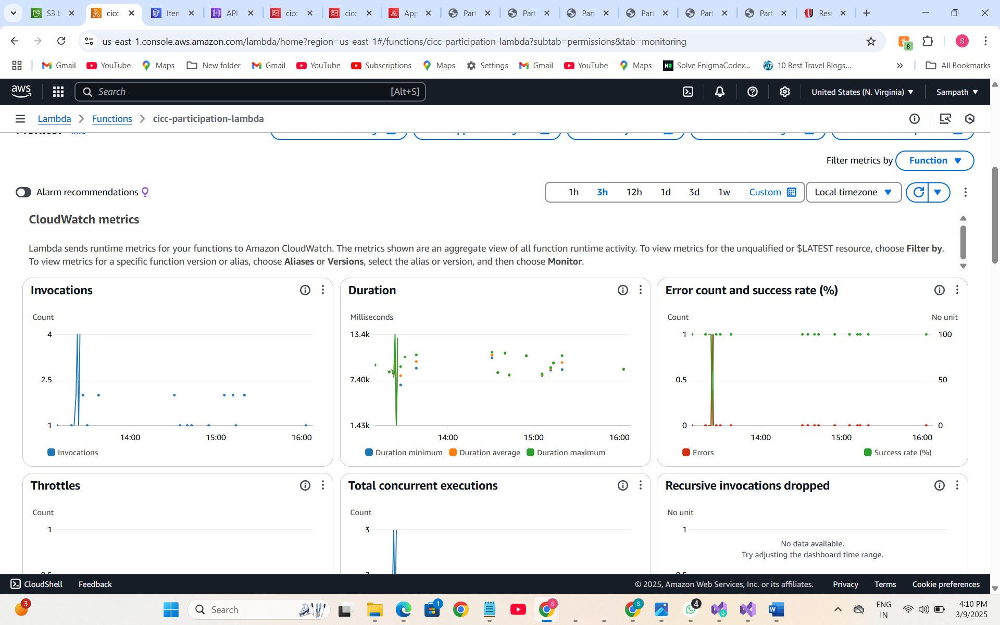 S3 b
cicc
Item
API
cicc
cicc
App
Part
Part
Part
Part
Part
Part
Res
us-east-1.console.aws.amazon.com/lambda/home?region=us-east-1#/functions/cicc-participation-lambda?subtab=permissions&tab=monitoring
8
S
Gmail
YouTube
Maps
New folder
Gmail
YouTube
Subscriptions
Maps
Settings
Gmail
YouTube
Maps
Solve EnigmaCodex...
10 Best Travel Blogs...
All Bookmarks
aws
Search
[Alt+S]
United States (N. Virginia)
Sampath
Lambda
Functions
cicc-participation-lambda
Filter metrics by
Function
Alarm recommendations
1h
3h
12h
1d
3d
1w
Custom
Local timezone
CloudWatch metrics
Lambda sends runtime metrics for your functions to Amazon CloudWatch. The metrics shown are an aggregate view of all function runtime activity. To view metrics for the unqualified or $LATEST resource, choose Filter by.
To view metrics for a specific function version or alias, choose Aliases or Versions, select the alias or version, and then choose Monitor.
Invocations
Count
4
2.5
1
14:00
15:00
16:00
Invocations
Duration
Milliseconds
13.4k
7.40k
1.43k
14:00
15:00
16:00
Duration minimum
Duration average
Duration maximum
Error count and success rate (%)
Count
No unit
1
100
0.5
50
0
0
14:00
15:00
16:00
Errors
Success rate (%)
Throttles
Count
1
Total concurrent executions
Count
3
Recursive invocations dropped
No unit
1
No data available.
Try adjusting the dashboard time range.
CloudShell
Feedback
© 2025, Amazon Web Services, Inc. or its affiliates.
Privacy
Terms
Cookie preferences
3
Search
1
S
S
4
W
ENG
IN
4:10 PM
3/9/2025